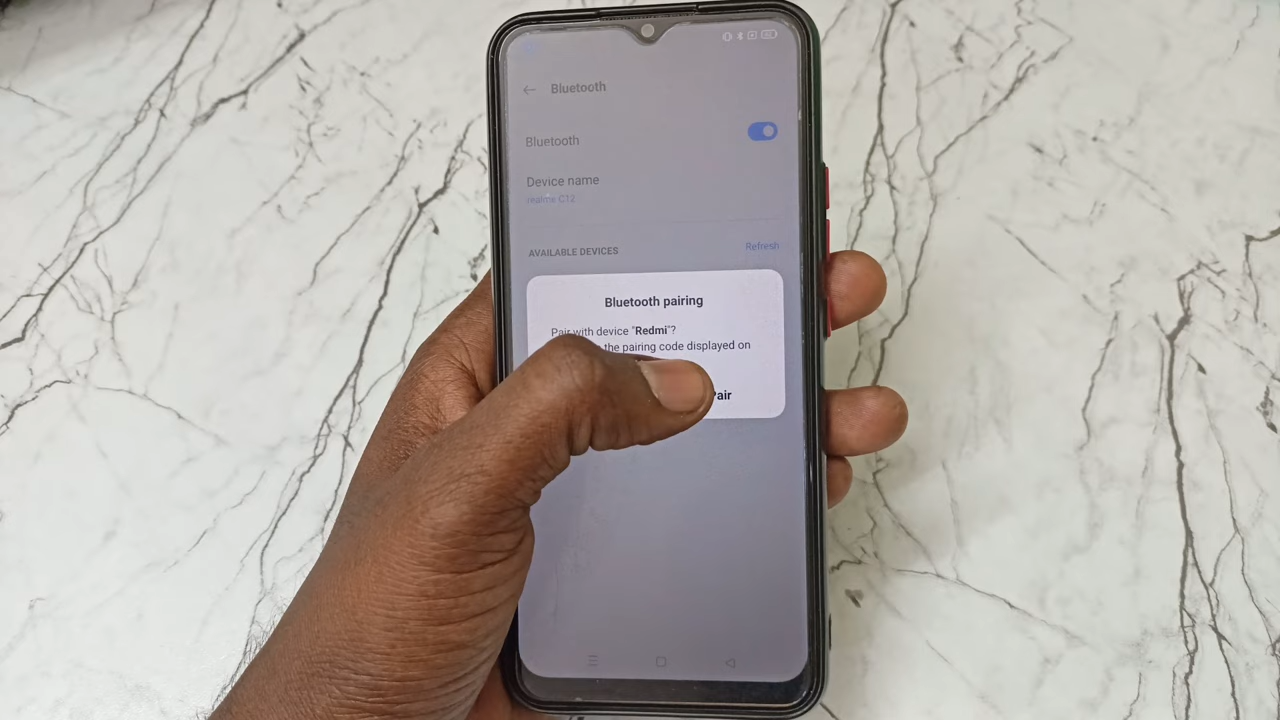 Bluetooth
Bluetooth
Device name
realme C12
AVAILABLE DEVICES
Refresh
Bluetooth pairing
Pair with device "Redmi"?
the pairing code displayed on
Pair